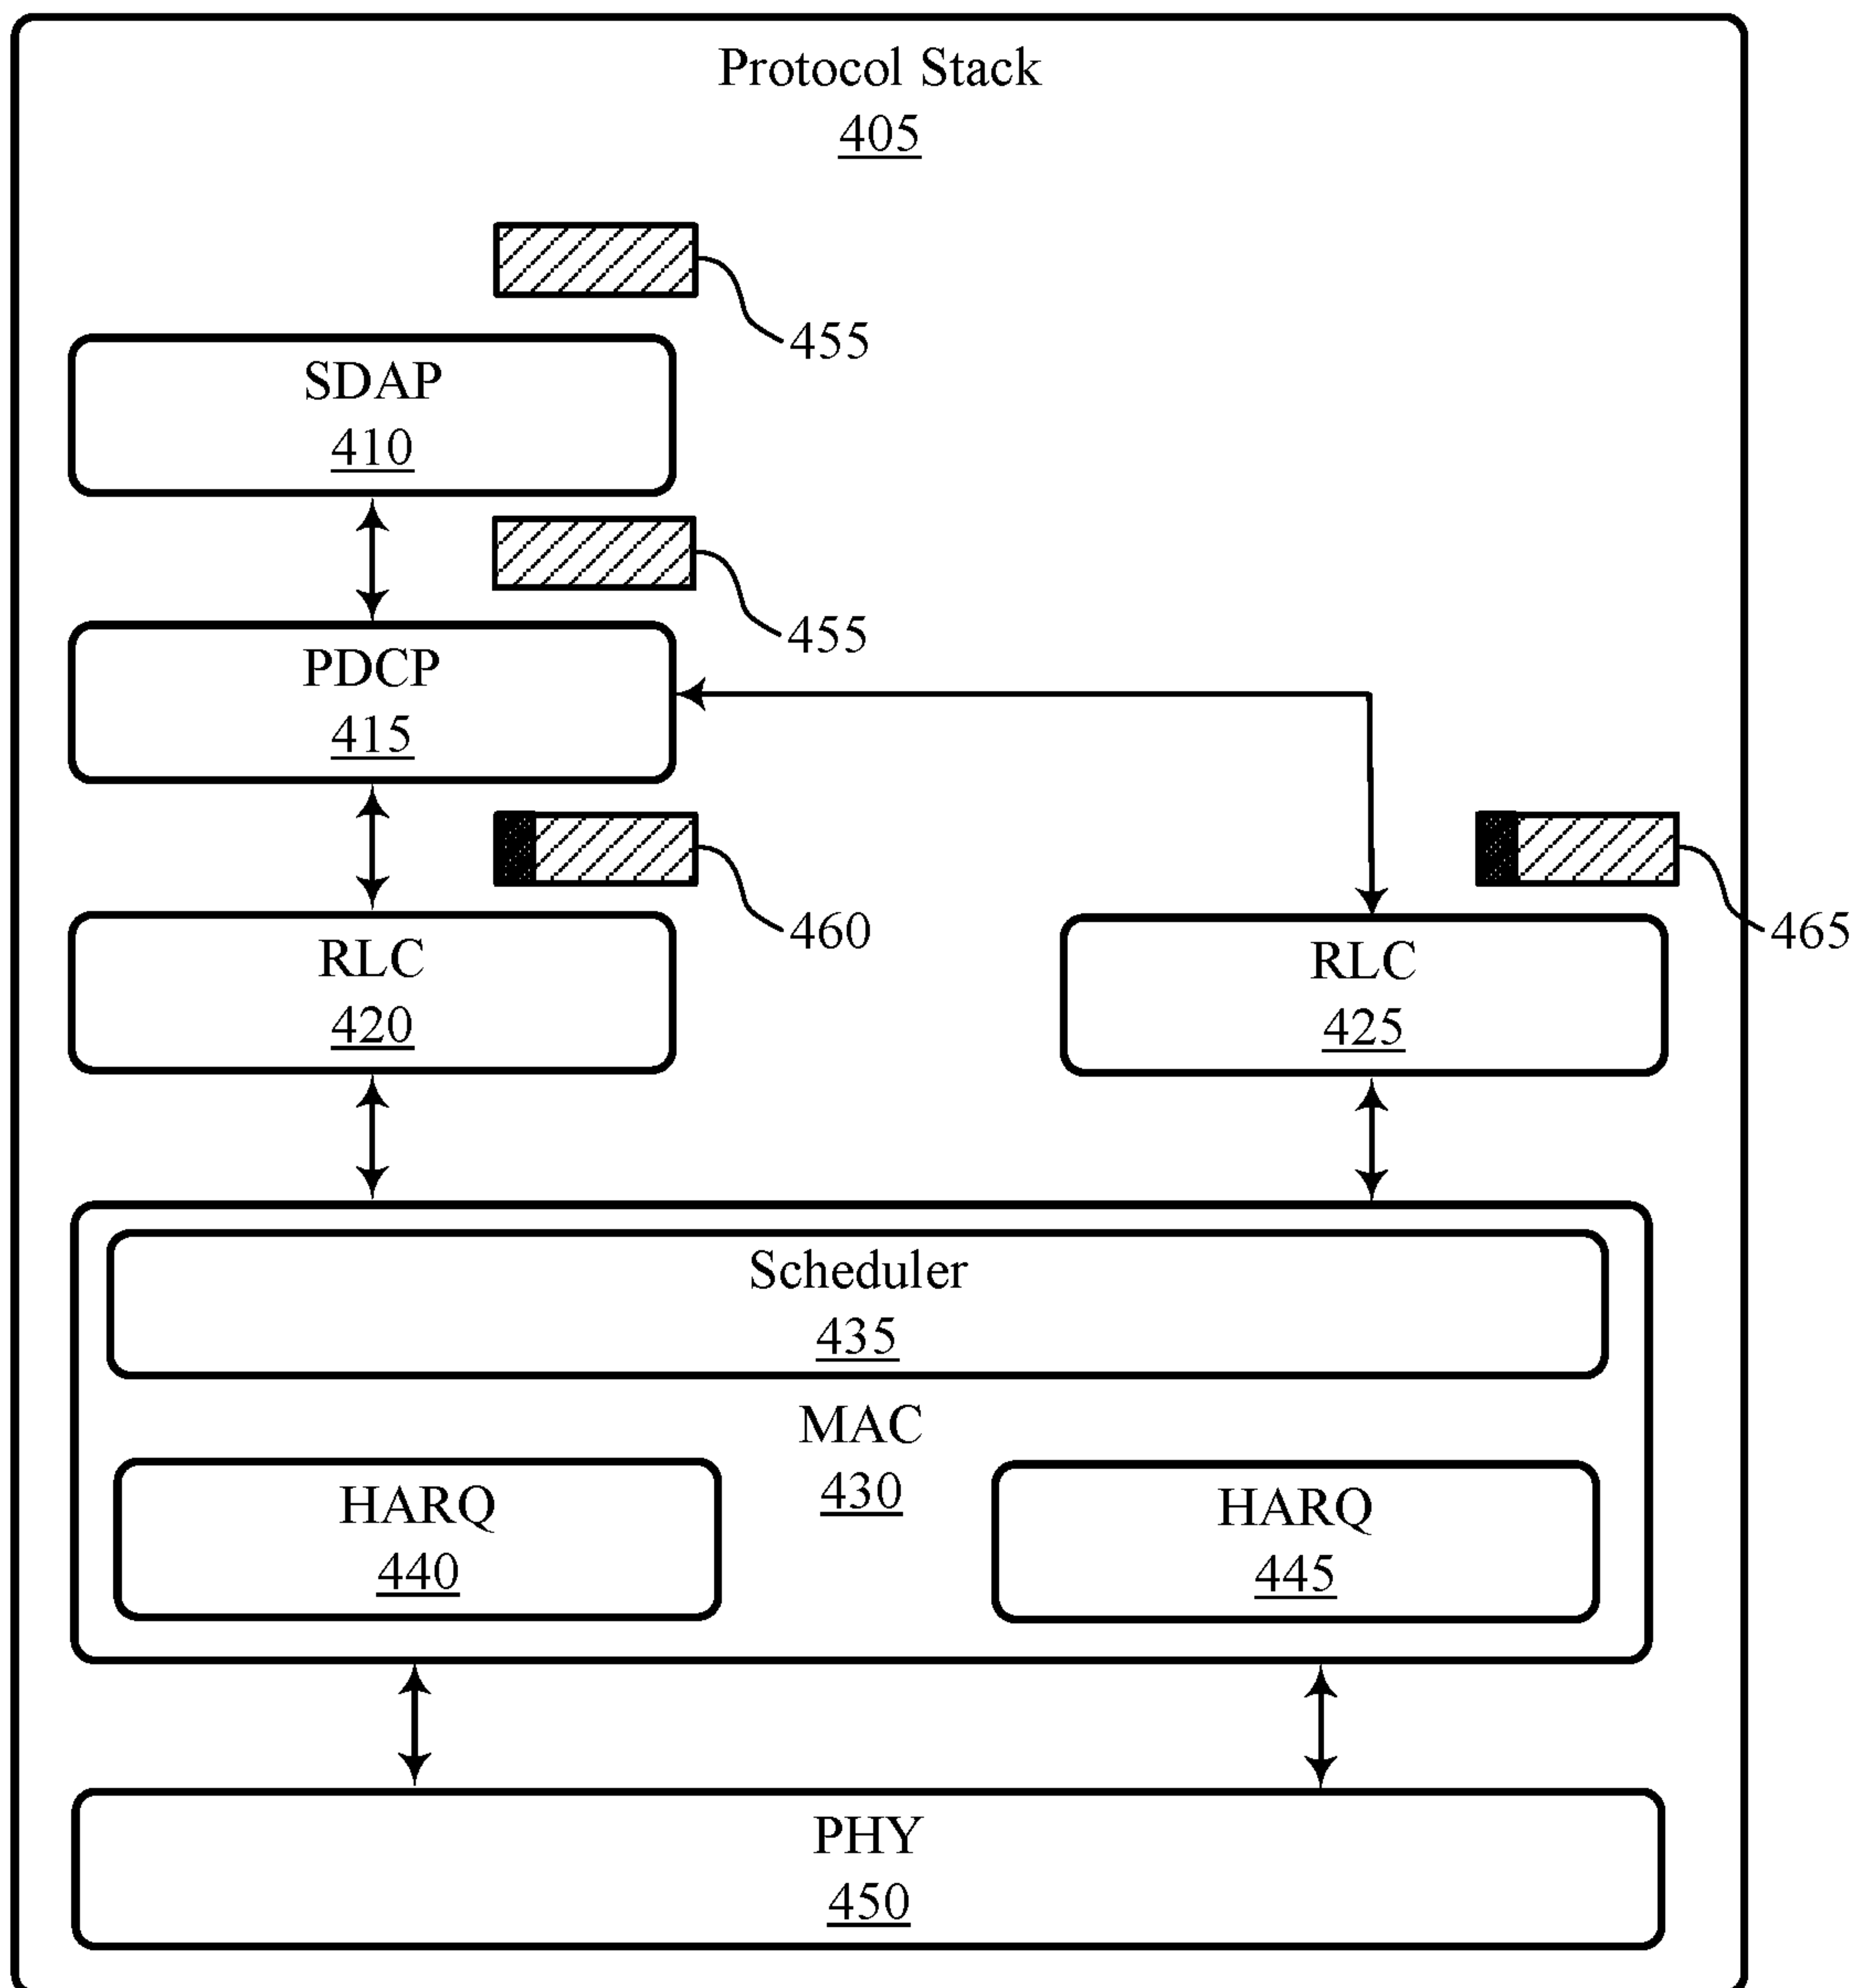 Protocol Stack
405
455
SDAP
410
455
PDCP
415
460
465
RLC
420
RLC
425
Scheduler
435
MAC
430
HARQ
440
HARQ
445
PHY
450